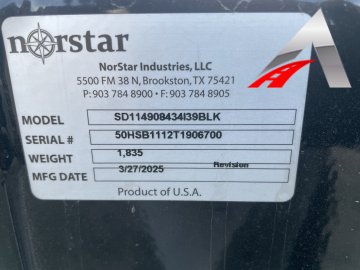 norstar
NorStar Industries, LLC
5500 FM 38 N, Brookston, TX 75421
P: 903 784 8900 • F: 903 784 8905
MODEL SD114908434I39BLK
SERIAL # 50HSB1112T1906700
WEIGHT 1,835
Revision
MFG DATE 3/27/2025
Product of U.S.A.